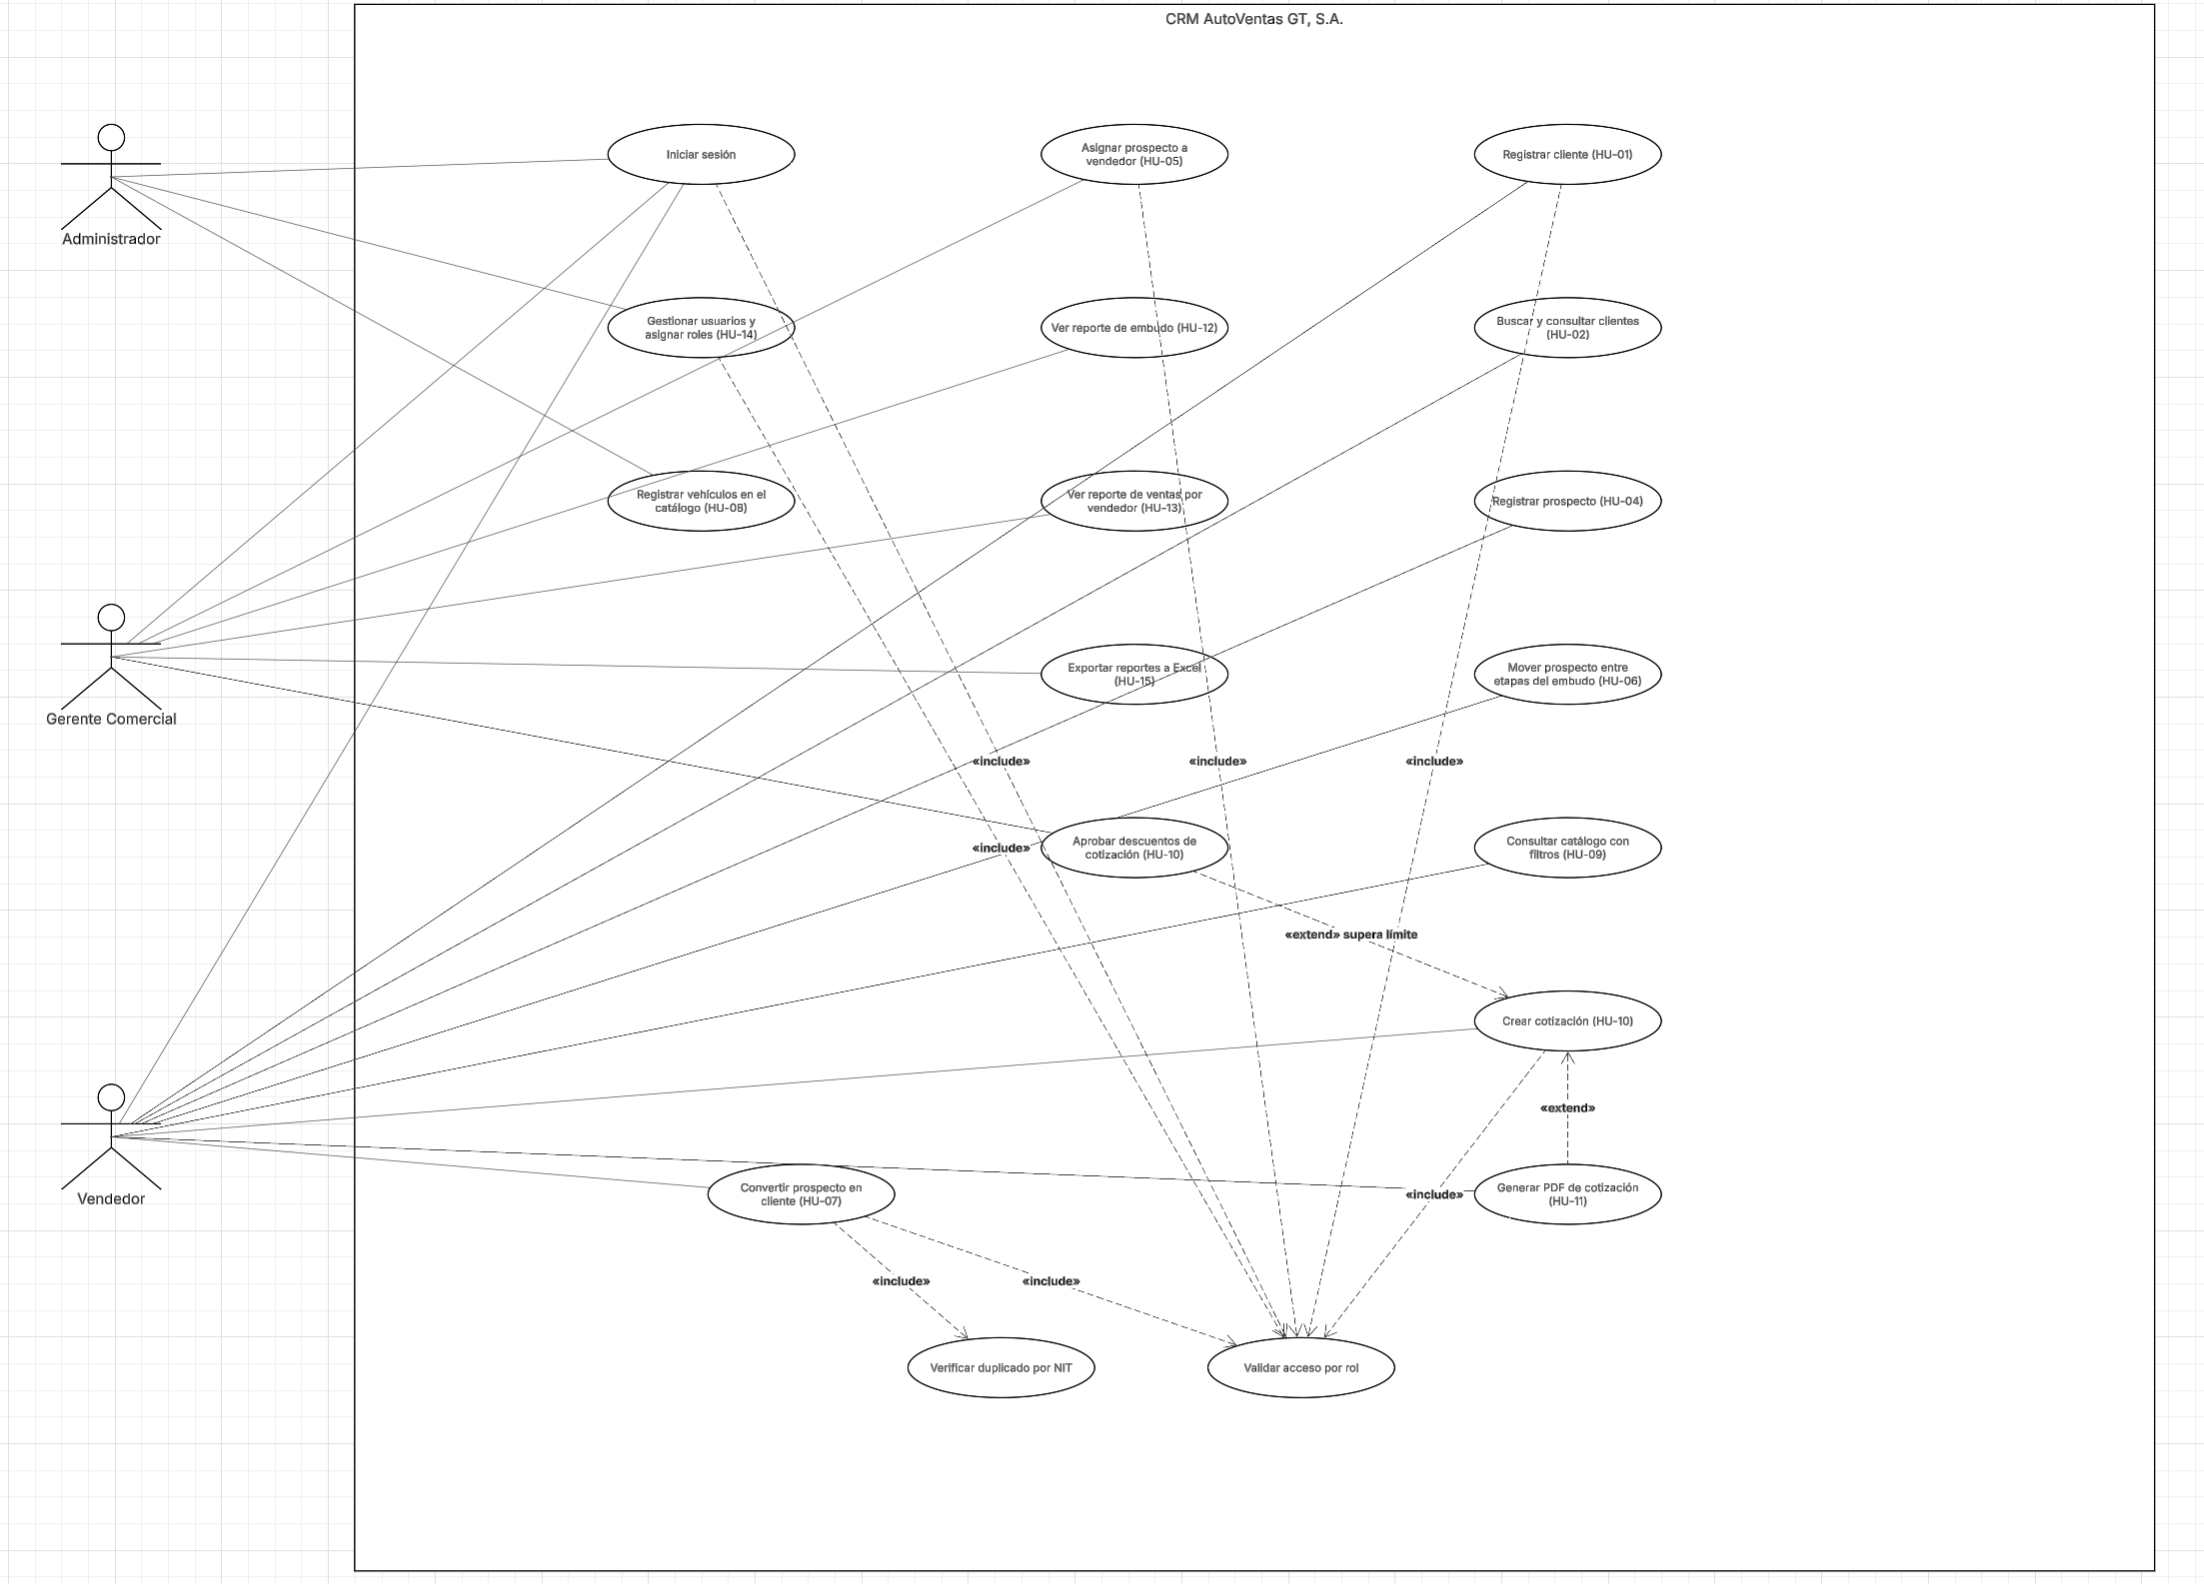 CRM AutoVentas GT, S.A.
Administrador
Iniciar sesión
Asignar prospecto a
vendedor (HU-05)
Registrar cliente (HU-01)
Gestionar usuarios y
asignar roles (HU-14)
Ver reporte de embudo (HU-12)
Buscar y consultar clientes
(HU-02)
Registrar vehículos en el
catálogo (HU-08)
Ver reporte de ventas por
vendedor (HU-13)
Registrar prospecto (HU-04)
Gerente Comercial
Exportar reportes a Excel
(HU-15)
Mover prospecto entre
etapas del embudo (HU-06)
«include»
«include»
«include»
«include»
Aprobar descuentos de
cotización (HU-10)
Consultar catálogo con
filtros (HU-09)
«extend» supera límite
Crear cotización (HU-10)
«extend»
Vendedor
Convertir prospecto en
cliente (HU-07)
«include»
Generar PDF de cotización
(HU-11)
«include»
«include»
Verificar duplicado por NIT
Validar acceso por rol